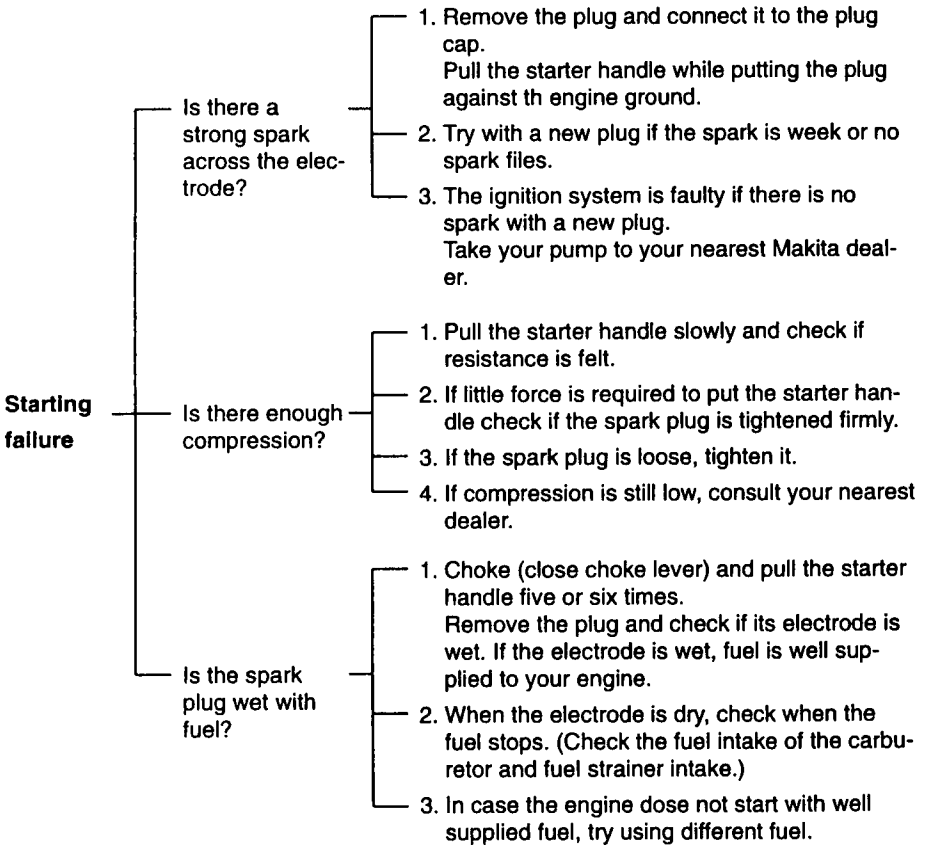 Starting
failure
Is there a
strong spark
across the elec-
trode?
1. Remove the plug and connect it to the plug
cap.
Pull the starter handle while putting the plug
against th engine ground.
2. Try with a new plug if the spark is week or no
spark files.
3. The ignition system is faulty if there is no
spark with a new plug.
Take your pump to your nearest Makita deal-
er.
Is there enough
compression?
1. Pull the starter handle slowly and check if
resistance is felt.
2. If little force is required to put the starter han-
dle check if the spark plug is tightened firmly.
3. If the spark plug is loose, tighten it.
4. If compression is still low, consult your nearest
dealer.
Is the spark
plug wet with
fuel?
1. Choke (close choke lever) and pull the starter
handle five or six times.
Remove the plug and check if its electrode is
wet. If the electrode is wet, fuel is well sup-
plied to your engine.
2. When the electrode is dry, check when the
fuel stops. (Check the fuel intake of the carbu-
retor and fuel strainer intake.)
3. In case the engine dose not start with well
supplied fuel, try using different fuel.